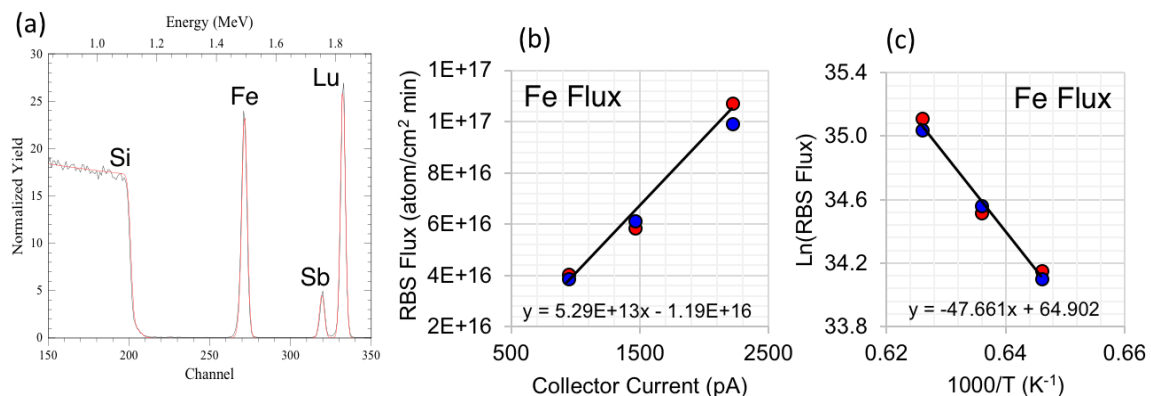 (a)
Energy (MeV)
1.0 1.2 1.4 1.6 1.8
30
25
20
15
10
5
0
Normalized Yield
Si
Fe
Sb
Lu
150 200 250 300 350
Channel
(b)
1E+17
1E+17
8E+16
6E+16
4E+16
2E+16
RBS Flux (atom/cm² min)
Fe Flux
y = 5.29E+13x - 1.19E+16
500 1500 2500
Collector Current (pA)
(c)
35.4
35.0
34.6
34.2
33.8
Ln(RBS Flux)
Fe Flux
y = -47.661x + 64.902
0.62 0.64 0.66
1000/T (K⁻¹)